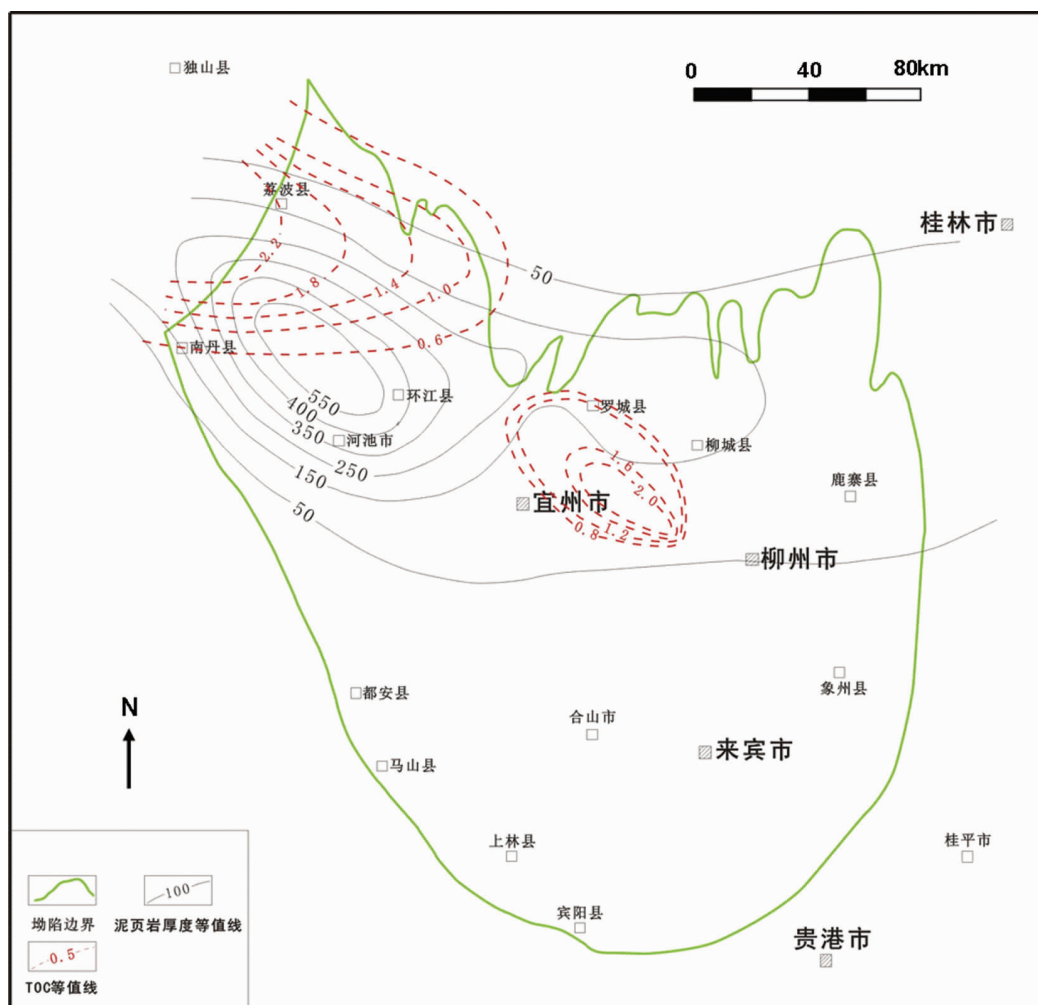 独山县
0 40 80km
荔波县
桂林市
2.2
1.8
1.4
1.0
50
0.6
南丹县
环江县
550
400
350
河池市
250
150
50
罗城县
柳城县
1.6
2.0
鹿寨县
宜州市
0.8
1.2
柳州市
都安县
象州县
N
合山市
来宾市
马山县
上林县
桂平市
宾阳县
贵港市
100
坳陷边界
泥页岩厚度等值线
0.5
TOC等值线